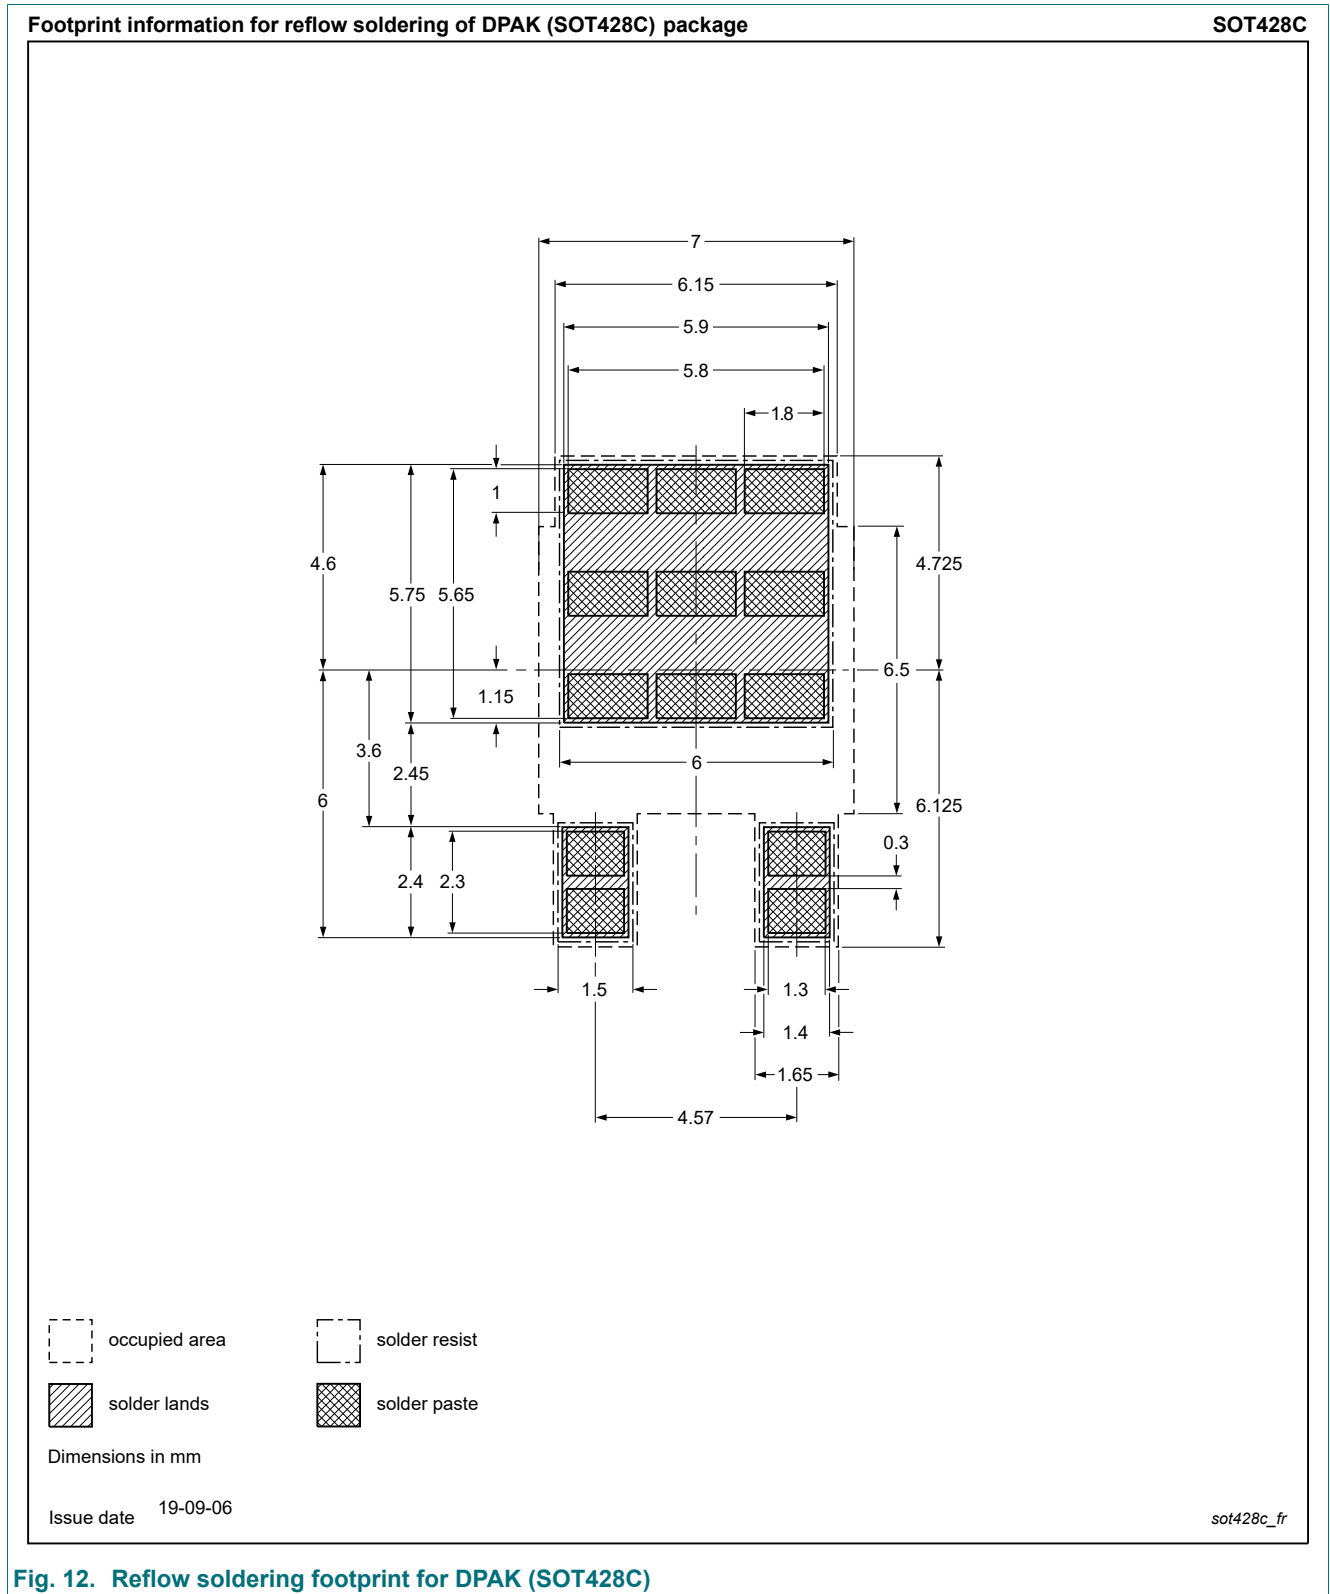 Footprint information for reflow soldering of DPAK (SOT428C) package SOT428C
7
6.15
5.9
5.8
1.8
1
4.6
4.725
5.75 5.65
6.5
1.15
3.6
6
2.45
6
6.125
0.3
2.4 2.3
1.5
1.3
1.4
1.65
4.57
occupied area
solder resist
solder lands
solder paste
Dimensions in mm
Issue date 19-09-06
sot428c_fr
Fig. 12. Reflow soldering footprint for DPAK (SOT428C)